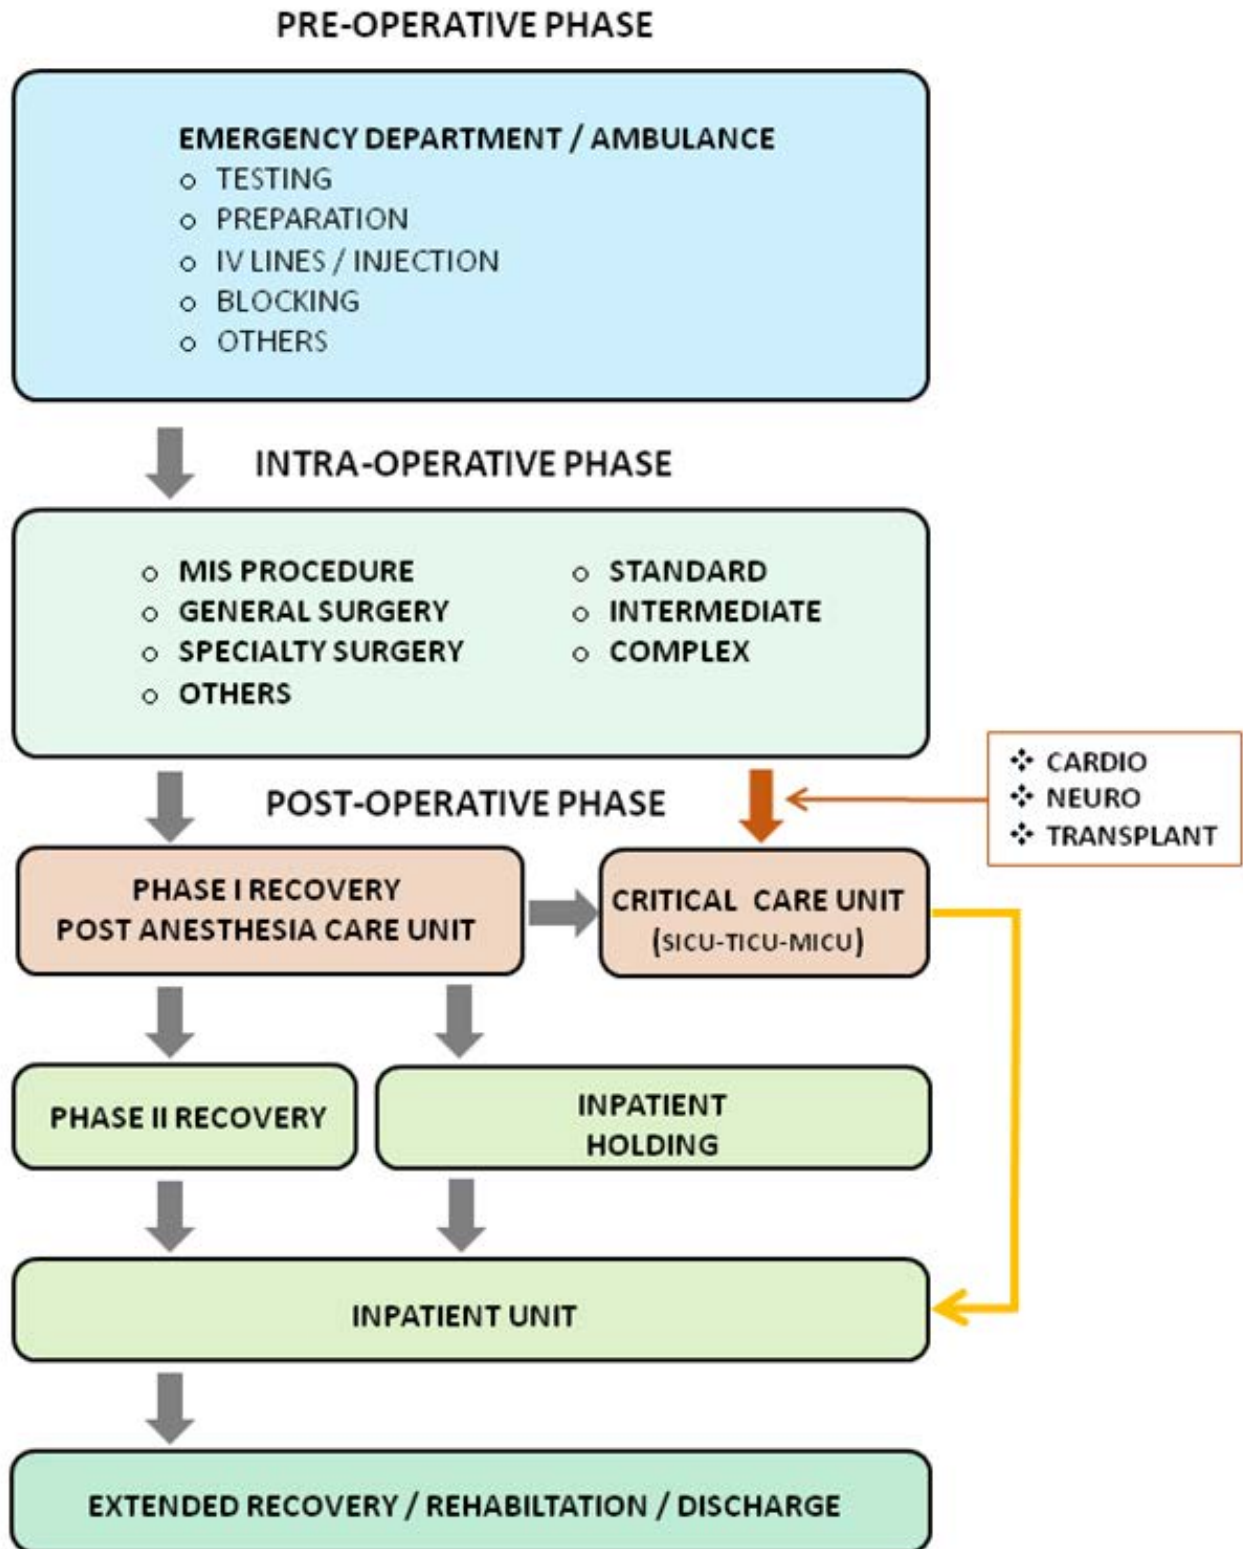 PRE-OPERATIVE PHASE
EMERGENCY DEPARTMENT / AMBULANCE
○ TESTING
○ PREPARATION
○ IV LINES / INJECTION
○ BLOCKING
○ OTHERS
INTRA-OPERATIVE PHASE
○ MIS PROCEDURE
○ GENERAL SURGERY
○ SPECIALTY SURGERY
○ OTHERS
○ STANDARD
○ INTERMEDIATE
○ COMPLEX
❖ CARDIO
❖ NEURO
❖ TRANSPLANT
POST-OPERATIVE PHASE
PHASE I RECOVERY
POST ANESTHESIA CARE UNIT
CRITICAL CARE UNIT
(SICU-TICU-MICU)
PHASE II RECOVERY
INPATIENT
HOLDING
INPATIENT UNIT
EXTENDED RECOVERY / REHABILTATION / DISCHARGE